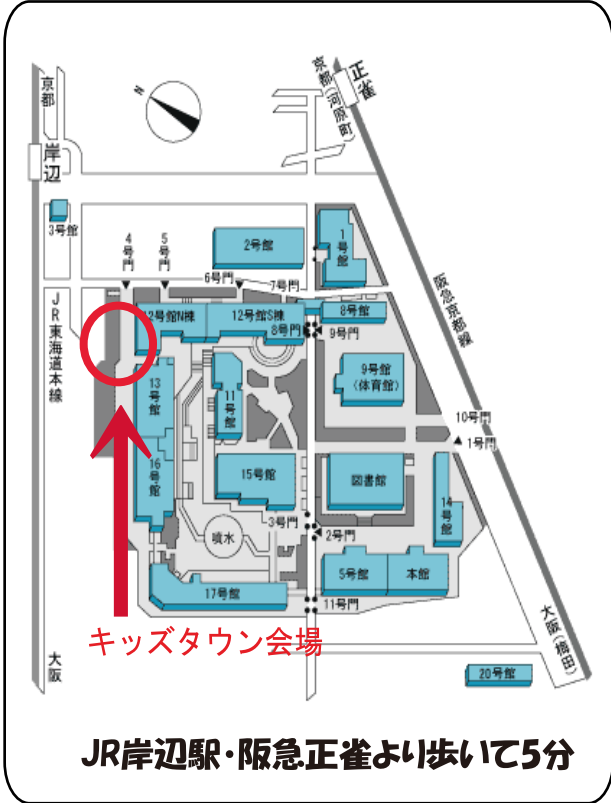 N
京都
岸辺
京都(河原町)
正雀
3号館
4号門
5号門
2号館
1号館
6号門
7号門
JR東海道本線
阪急京都線
12号館N棟
12号館S棟
8号館
8号門
9号門
13号館
11号館
9号館
(体育館)
10号門
1号門
16号館
15号館
図書館
14号館
3号門
2号門
噴水
5号館
本館
17号館
11号門
キッズタウン会場
大阪
大阪(梅田)
20号館
JR岸辺駅・阪急正雀より歩いて5分